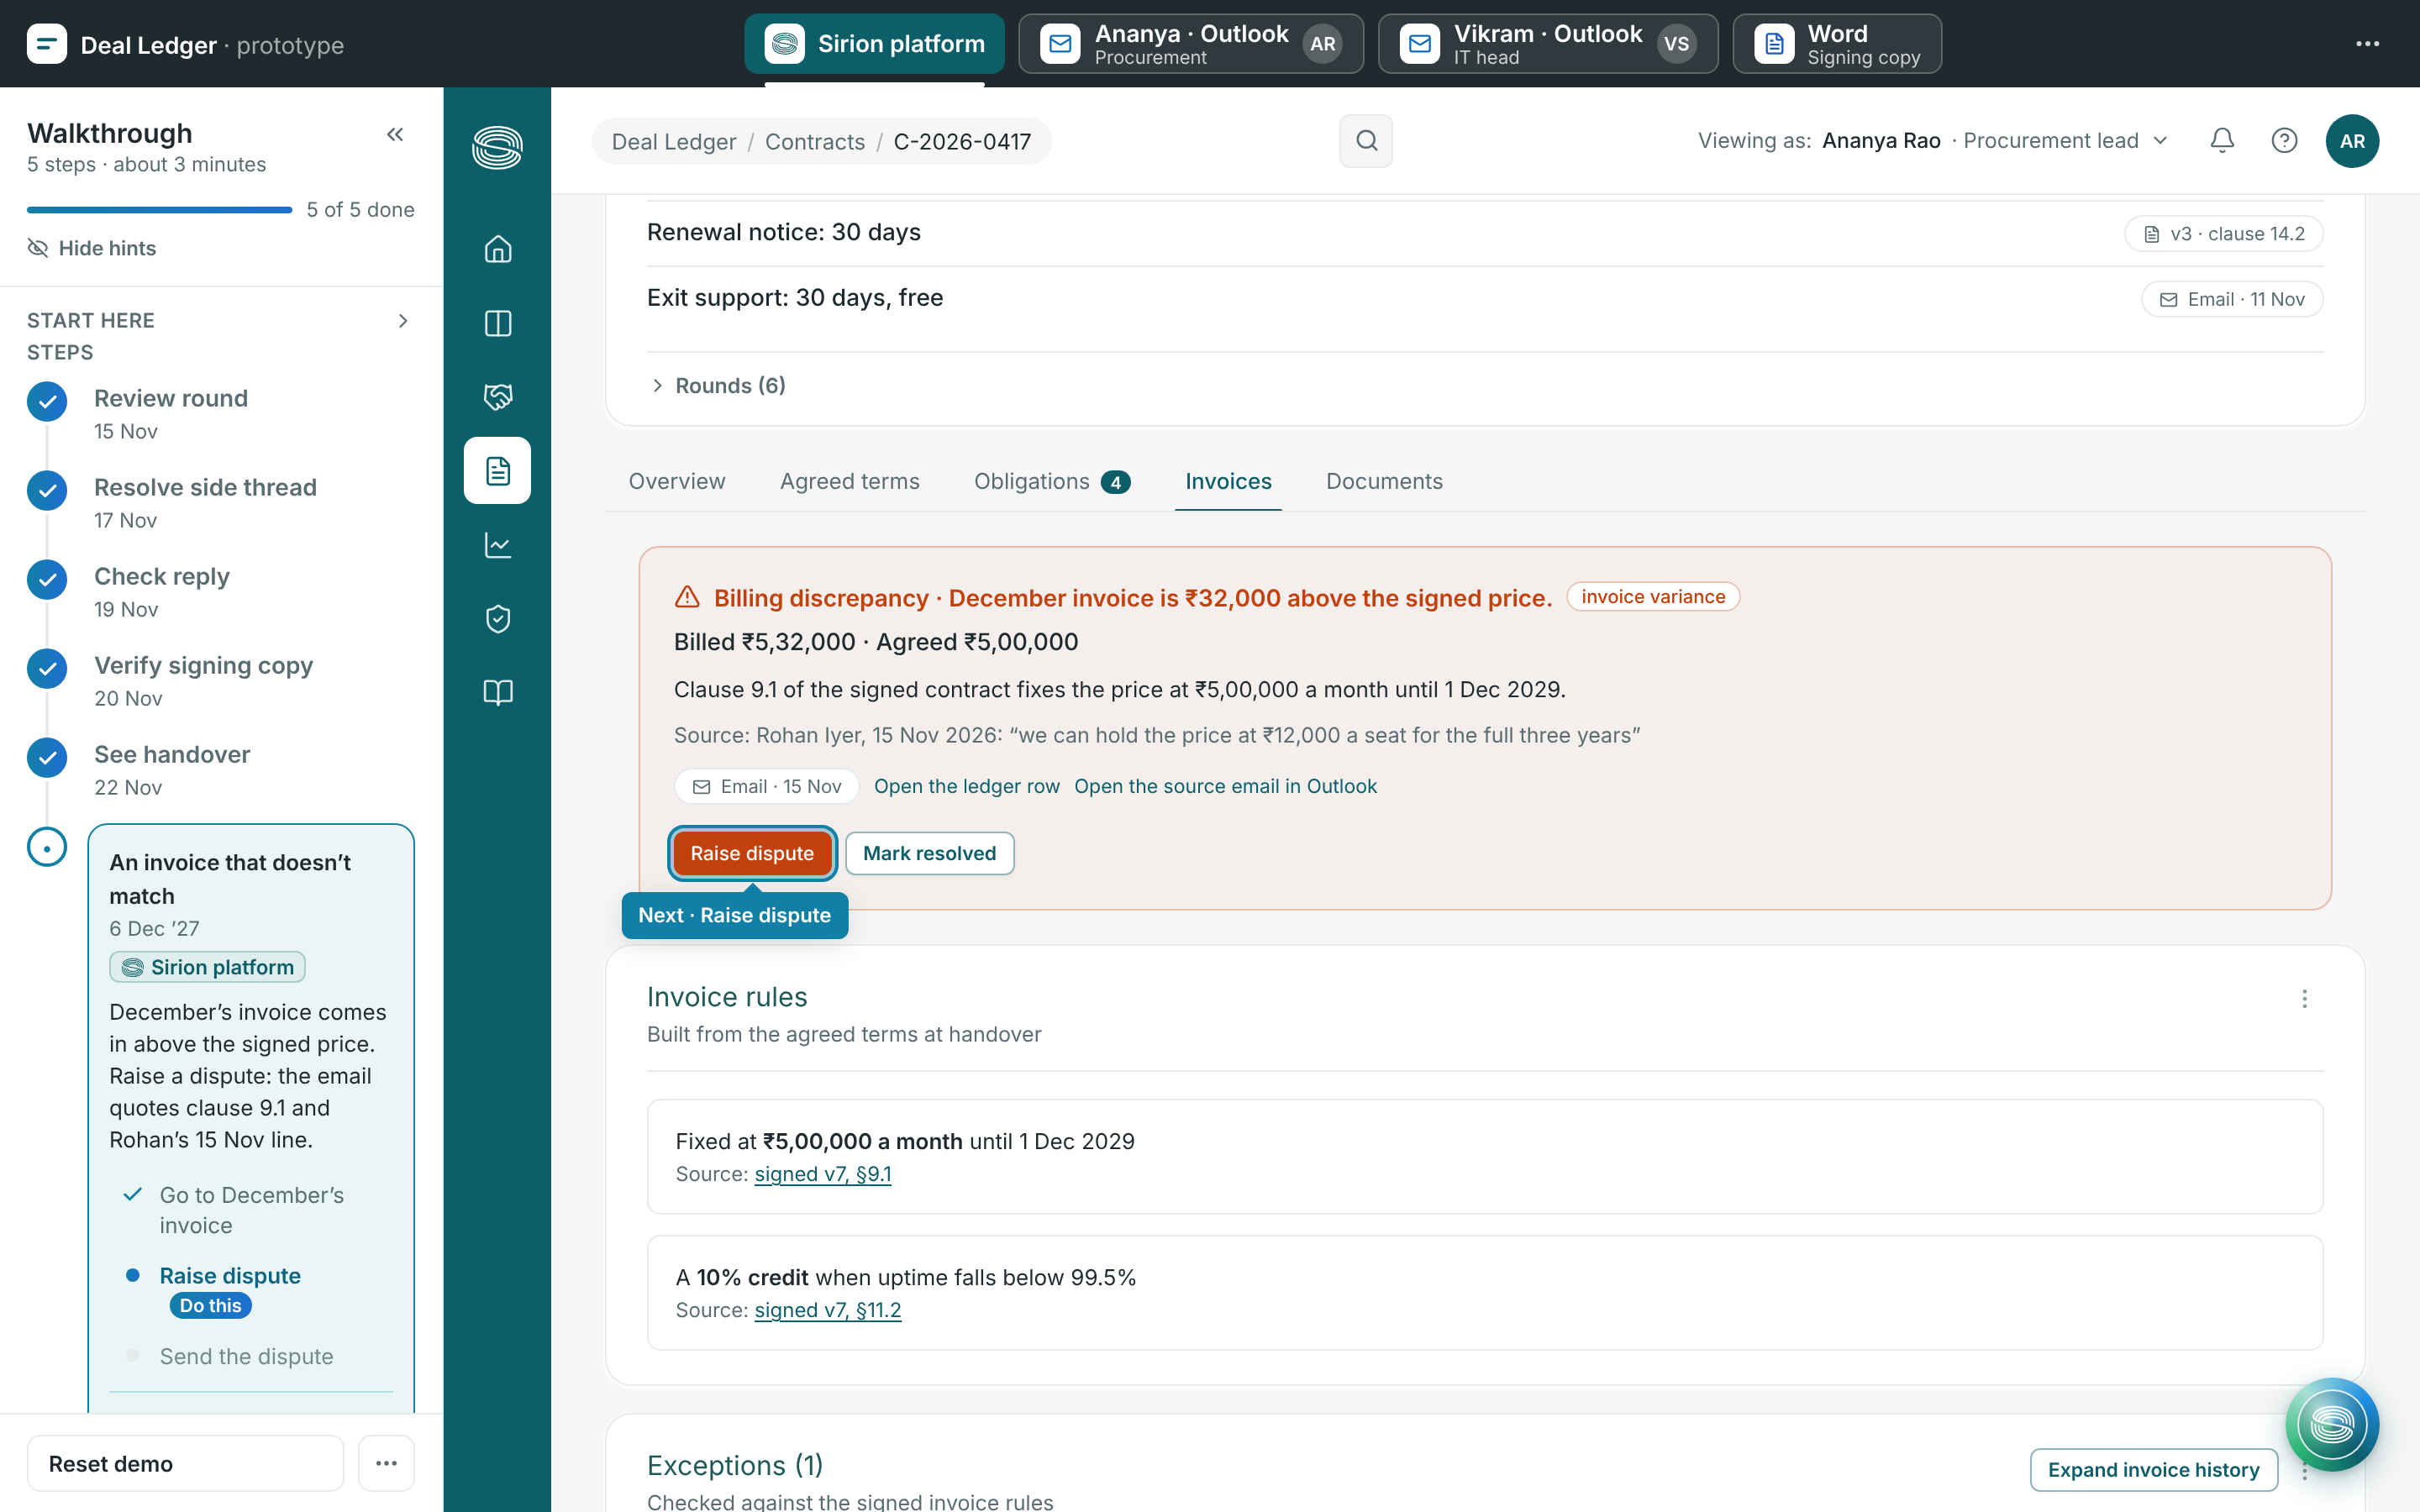 Deal Ledger · prototype
Sirion platform
Ananya · Outlook
Procurement
AR
Vikram · Outlook
IT head
VS
Word
Signing copy
Walkthrough
5 steps · about 3 minutes
5 of 5 done
Hide hints
START HERE
STEPS
Review round
15 Nov
Resolve side thread
17 Nov
Check reply
19 Nov
Verify signing copy
20 Nov
See handover
22 Nov
An invoice that doesn’t
match
6 Dec ’27
Sirion platform
December’s invoice comes
in above the signed price.
Raise a dispute: the email
quotes clause 9.1 and
Rohan’s 15 Nov line.
Go to December’s
invoice
Raise dispute
Do this
Send the dispute
Reset demo
Deal Ledger / Contracts / C-2026-0417
Viewing as: Ananya Rao · Procurement lead
AR
Renewal notice: 30 days
v3 · clause 14.2
Exit support: 30 days, free
Email · 11 Nov
Rounds (6)
Overview
Agreed terms
Obligations 4
Invoices
Documents
Billing discrepancy · December invoice is ₹32,000 above the signed price.
invoice variance
Billed ₹5,32,000 · Agreed ₹5,00,000
Clause 9.1 of the signed contract fixes the price at ₹5,00,000 a month until 1 Dec 2029.
Source: Rohan Iyer, 15 Nov 2026: “we can hold the price at ₹12,000 a seat for the full three years”
Email · 15 Nov
Open the ledger row
Open the source email in Outlook
Raise dispute
Mark resolved
Next · Raise dispute
Invoice rules
Built from the agreed terms at handover
Fixed at ₹5,00,000 a month until 1 Dec 2029
Source: signed v7, §9.1
A 10% credit when uptime falls below 99.5%
Source: signed v7, §11.2
Exceptions (1)
Expand invoice history
Checked against the signed invoice rules